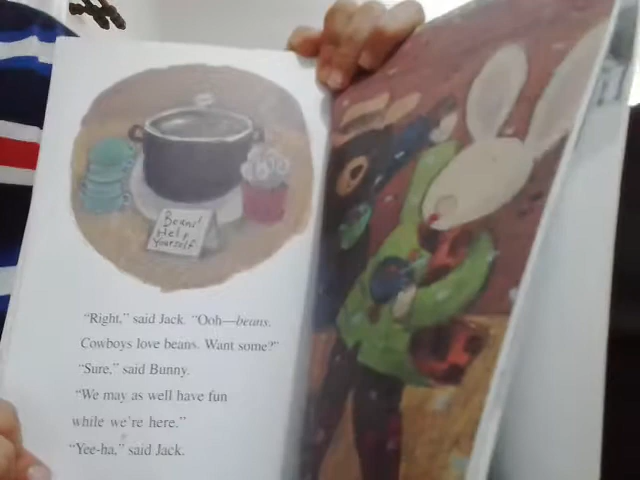 Beans!
Help
Yourself
"Right," said Jack. "Ooh—beans.
Cowboys love beans. Want some?"
"Sure," said Bunny.
"We may as well have fun
while we're here."
"Yee-ha," said Jack.